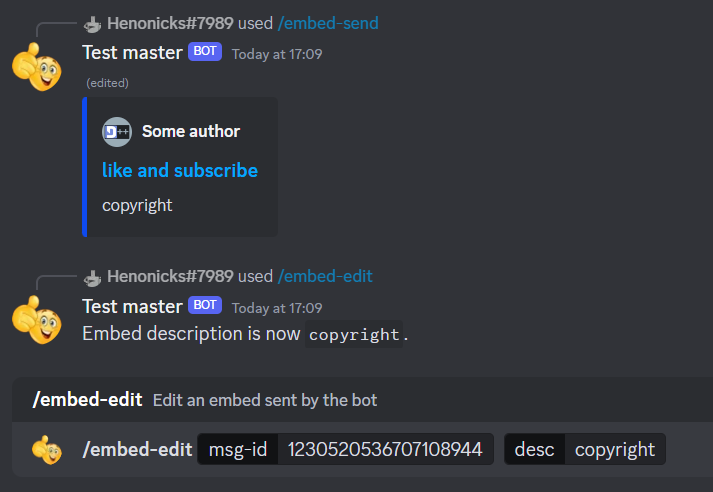 Henonicks#7989 used /embed-send
Test master BOT Today at 17:09
(edited)
D++ Some author
like and subscribe
copyright
Henonicks#7989 used /embed-edit
Test master BOT Today at 17:09
Embed description is now copyright.
/embed-edit Edit an embed sent by the bot
/embed-edit msg-id 1230520536707108944 desc copyright